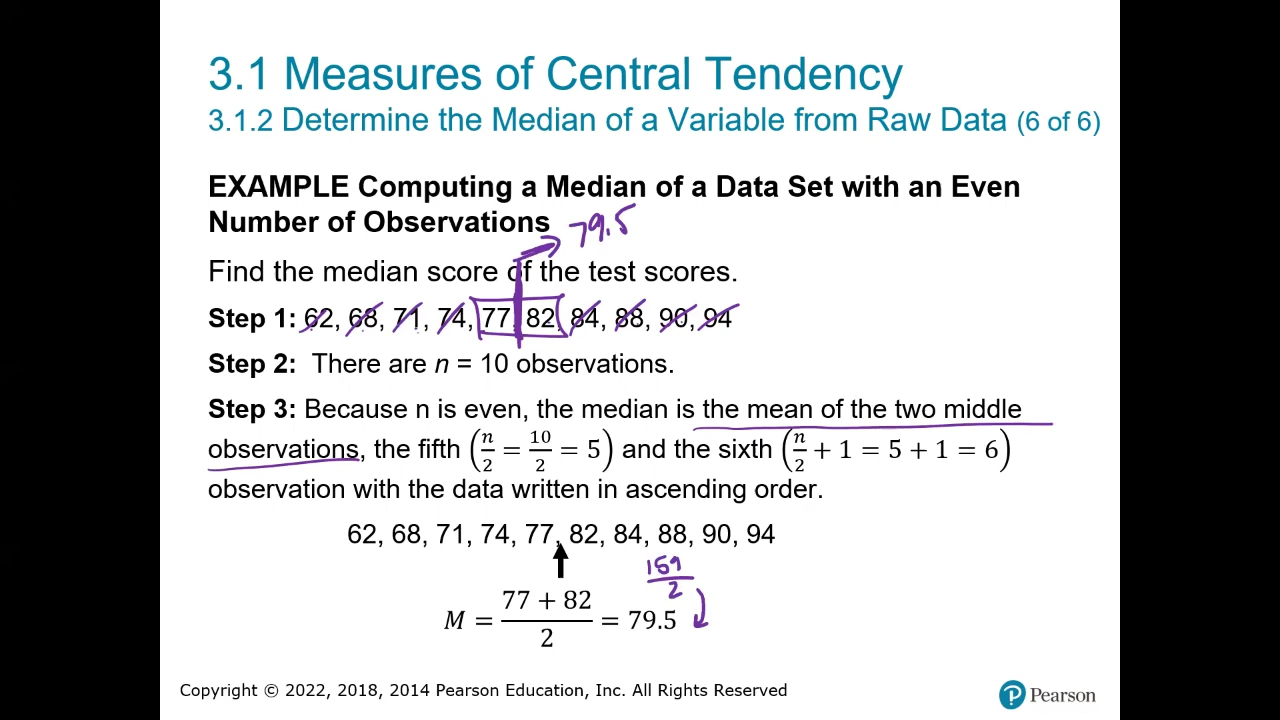 3.1 Measures of Central Tendency
3.1.2 Determine the Median of a Variable from Raw Data (6 of 6)
EXAMPLE Computing a Median of a Data Set with an Even
Number of Observations
79.5
Find the median score of the test scores.
Step 1: 62, 68, 71, 74, 77, 82, 84, 88, 90, 94
Step 2: There are n = 10 observations.
Step 3: Because n is even, the median is the mean of the two middle
observations, the fifth (n/2 = 10/2 = 5) and the sixth (n/2 + 1 = 5 + 1 = 6)
observation with the data written in ascending order.
62, 68, 71, 74, 77, 82, 84, 88, 90, 94
159/2
M = (77 + 82)/2 = 79.5
Copyright © 2022, 2018, 2014 Pearson Education, Inc. All Rights Reserved
P Pearson